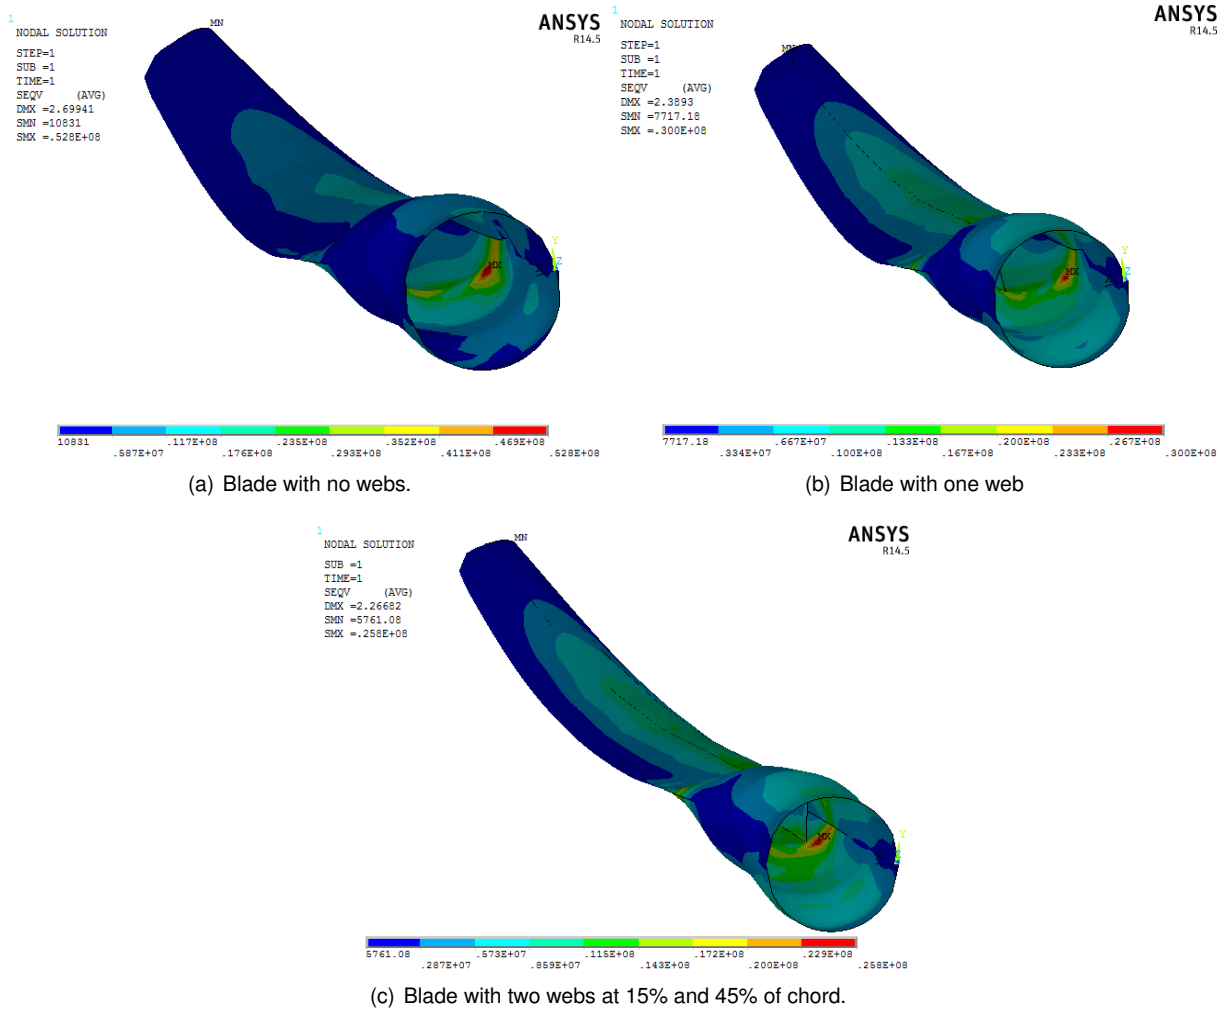 1
NODAL SOLUTION
STEP=1
SUB =1
TIME=1
SEQV (AVG)
DMX =2.69941
SMN =10831
SMX =.528E+08
MN
ANSYS
R14.5
MX
Y
Z
10831 .117E+08 .235E+08 .352E+08 .469E+08
.587E+07 .176E+08 .293E+08 .411E+08 .528E+08
(a) Blade with no webs.
1
NODAL SOLUTION
STEP=1
SUB =1
TIME=1
SEQV (AVG)
DMX =2.3893
SMN =7717.18
SMX =.300E+08
MN
ANSYS
R14.5
MX
Y
Z
7717.18 .667E+07 .133E+08 .200E+08 .267E+08
.334E+07 .100E+08 .167E+08 .233E+08 .300E+08
(b) Blade with one web
1
NODAL SOLUTION
SUB =1
TIME=1
SEQV (AVG)
DMX =2.26682
SMN =5761.08
SMX =.258E+08
MN
ANSYS
R14.5
MX
Y
5761.08 .573E+07 .115E+08 .172E+08 .229E+08
.287E+07 .859E+07 .143E+08 .200E+08 .258E+08
(c) Blade with two webs at 15% and 45% of chord.